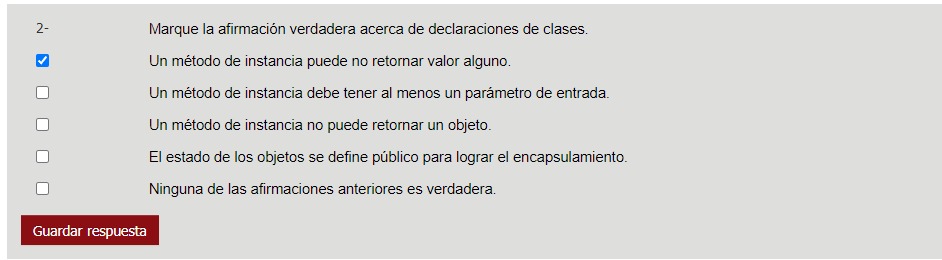 2- Marque la afirmación verdadera acerca de declaraciones de clases.
Un método de instancia puede no retornar valor alguno.
Un método de instancia debe tener al menos un parámetro de entrada.
Un método de instancia no puede retornar un objeto.
El estado de los objetos se define público para lograr el encapsulamiento.
Ninguna de las afirmaciones anteriores es verdadera.
Guardar respuesta